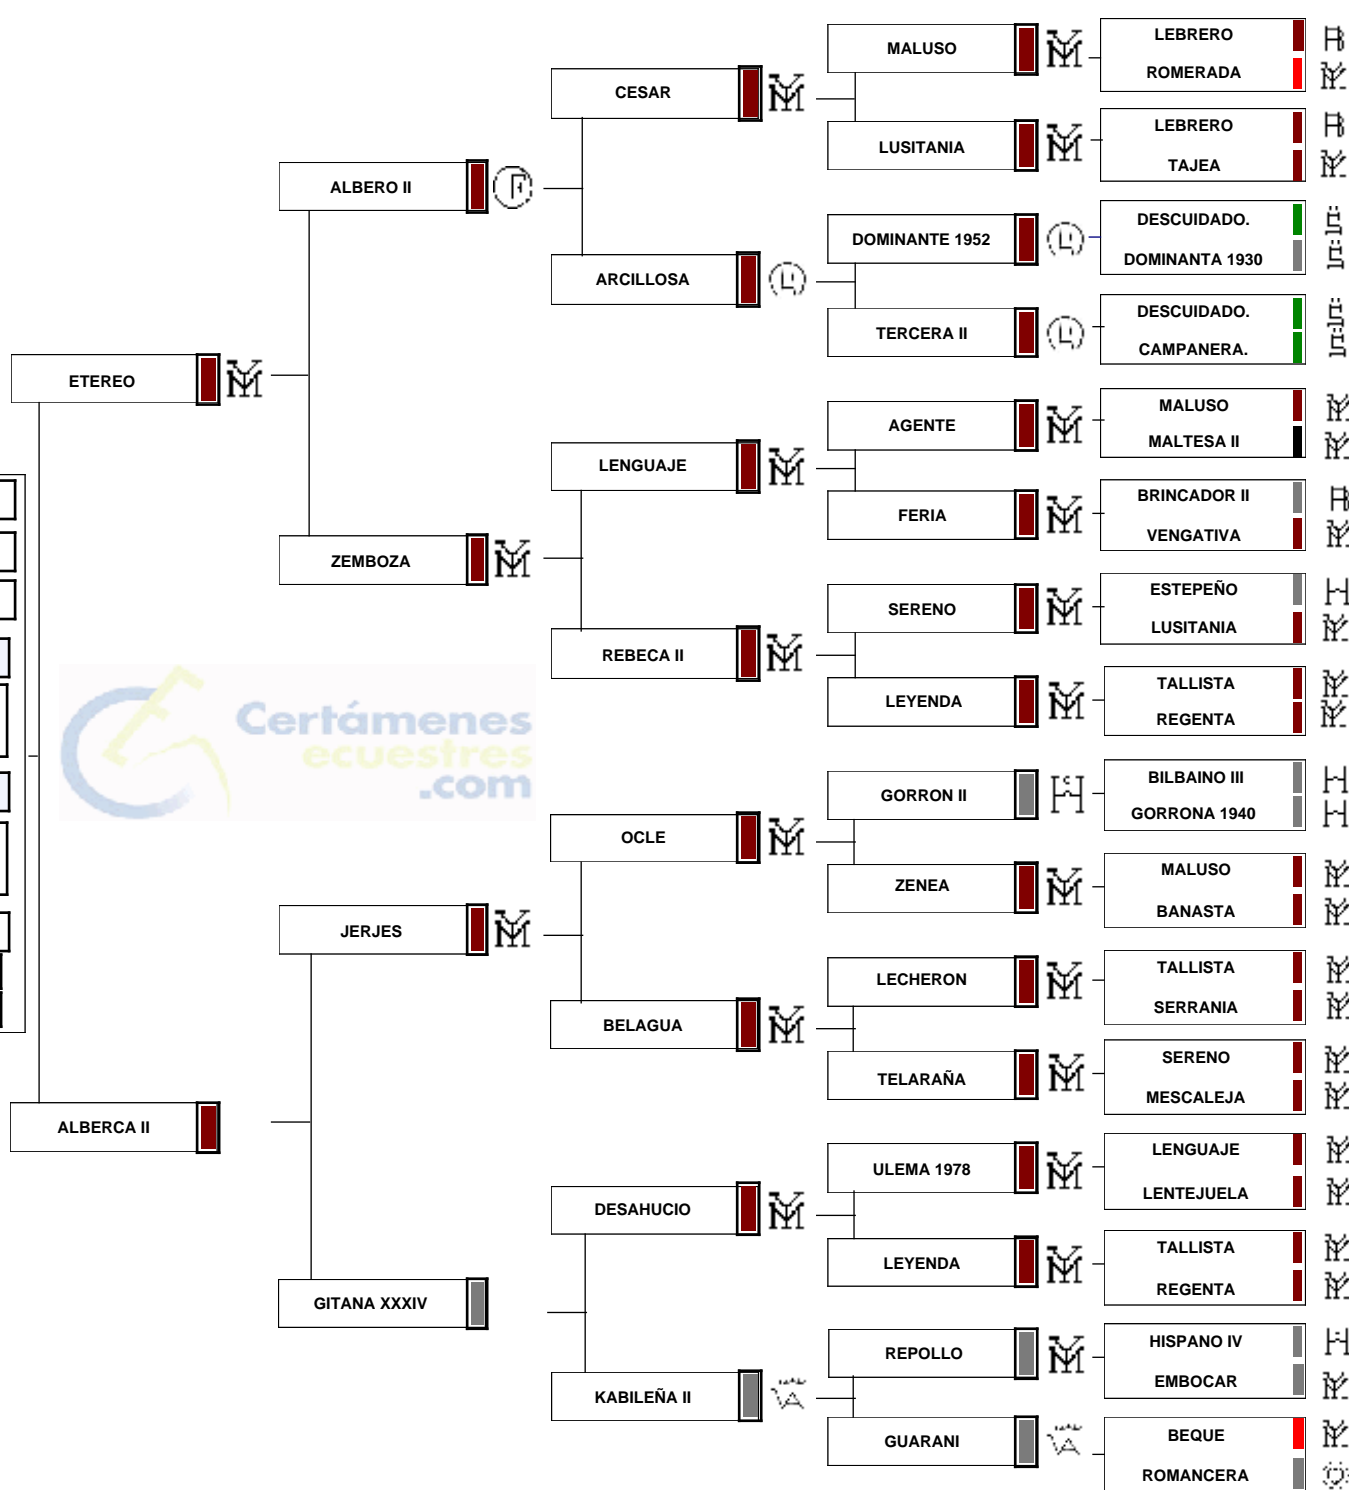 ETEREO
ALBERCA II
ALBERO II
ZEMBOZA
JERJES
GITANA XXXIV
CESAR
ARCILLOSA
LENGUAJE
REBECA II
OCLE
BELAGUA
DESAHUCIO
KABILEÑA II
MALUSO
LUSITANIA
DOMINANTE 1952
TERCERA II
AGENTE
FERIA
SERENO
LEYENDA
GORRON II
ZENEA
LECHERON
TELARAÑA
ULEMA 1978
LEYENDA
REPOLLO
GUARANI
LEBRERO
ROMERADA
LEBRERO
TAJEA
DESCUIDADO.
DOMINANTA 1930
DESCUIDADO.
CAMPANERA.
MALUSO
MALTESA II
BRINCADOR II
VENGATIVA
ESTEPEÑO
LUSITANIA
TALLISTA
REGENTA
BILBAINO III
GORRONA 1940
MALUSO
BANASTA
TALLISTA
SERRANIA
SERENO
MESCALEJA
LENGUAJE
LENTEJUELA
TALLISTA
REGENTA
HISPANO IV
EMBOCAR
BEQUE
ROMANCERA
Certámenes
ecuestres
.com